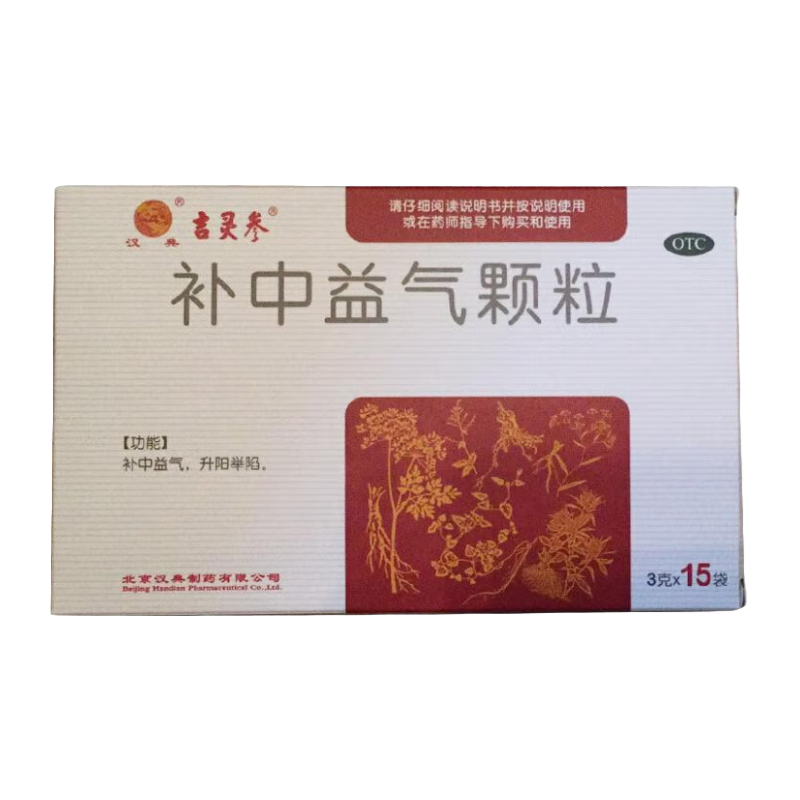 请仔细阅读说明书并按说明使用
或在药师指导下购买和使用
® 言灵参®
汉典
OTC
补中益气颗粒
【功能】
补中益气，升阳举陷。
北京汉典制药有限公司
Beijing Handian Pharmaceutical Co.,Ltd.
3克x15袋